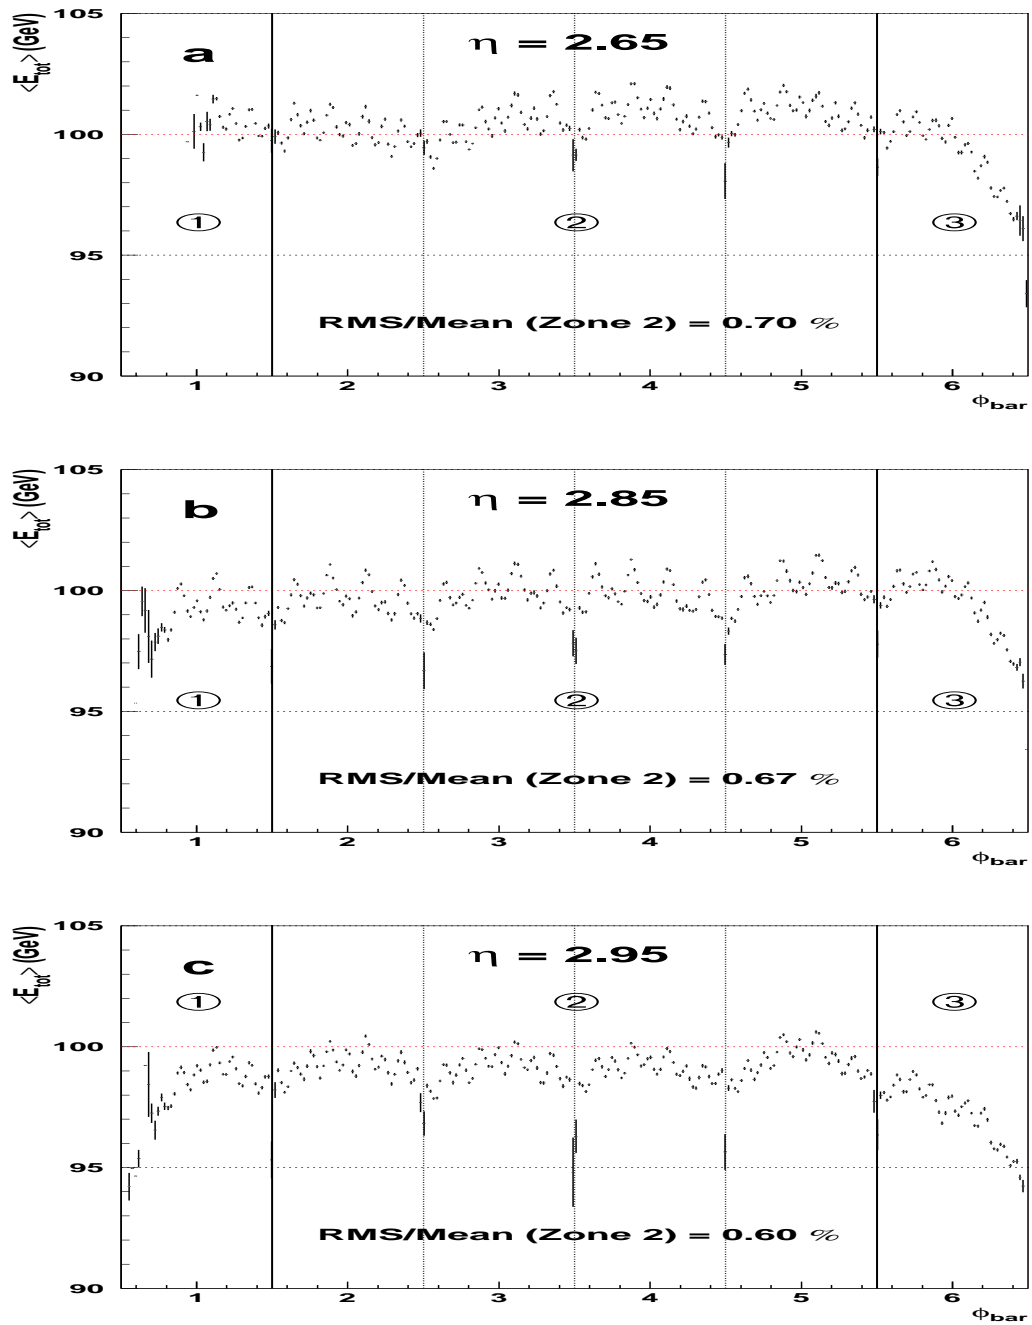 <E_tot> (GeV)
105
a
η = 2.65
100
① ② ③
95
RMS/Mean (Zone 2) = 0.70 %
90
1 2 3 4 5 6
ϕ_bar
<E_tot> (GeV)
105
b
η = 2.85
100
① ② ③
95
RMS/Mean (Zone 2) = 0.67 %
90
1 2 3 4 5 6
ϕ_bar
<E_tot> (GeV)
105
c
η = 2.95
① ② ③
100
95
RMS/Mean (Zone 2) = 0.60 %
90
1 2 3 4 5 6
ϕ_bar